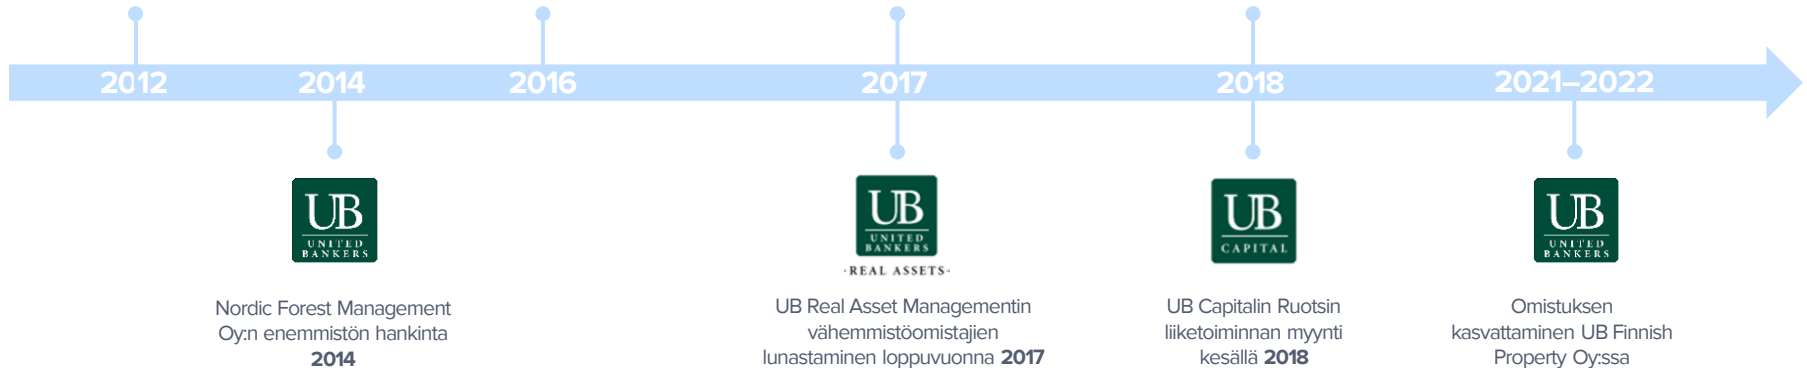 2012
2014
2016
2017
2018
2021–2022
UB
UNITED
BANKERS
Nordic Forest Management
Oy:n enemmistön hankinta
2014
UB
UNITED
BANKERS
·REAL ASSETS·
UB Real Asset Managementin
vähemmistöomistajien
lunastaminen loppuvuonna 2017
UB
CAPITAL
UB Capitalin Ruotsin
liiketoiminnan myynti
kesällä 2018
UB
UNITED
BANKERS
Omistuksen
kasvattaminen UB Finnish
Property Oy:ssa